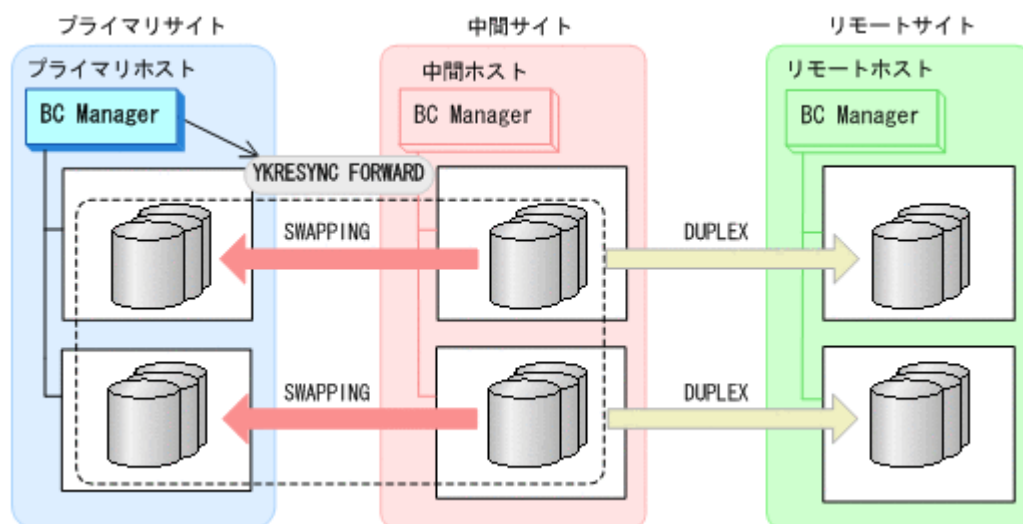 プライマリサイト
中間サイト
リモートサイト
プライマリホスト
中間ホスト
リモートホスト
BC Manager
BC Manager
BC Manager
YKRESYNC FORWARD
SWAPPING
DUPLEX
SWAPPING
DUPLEX